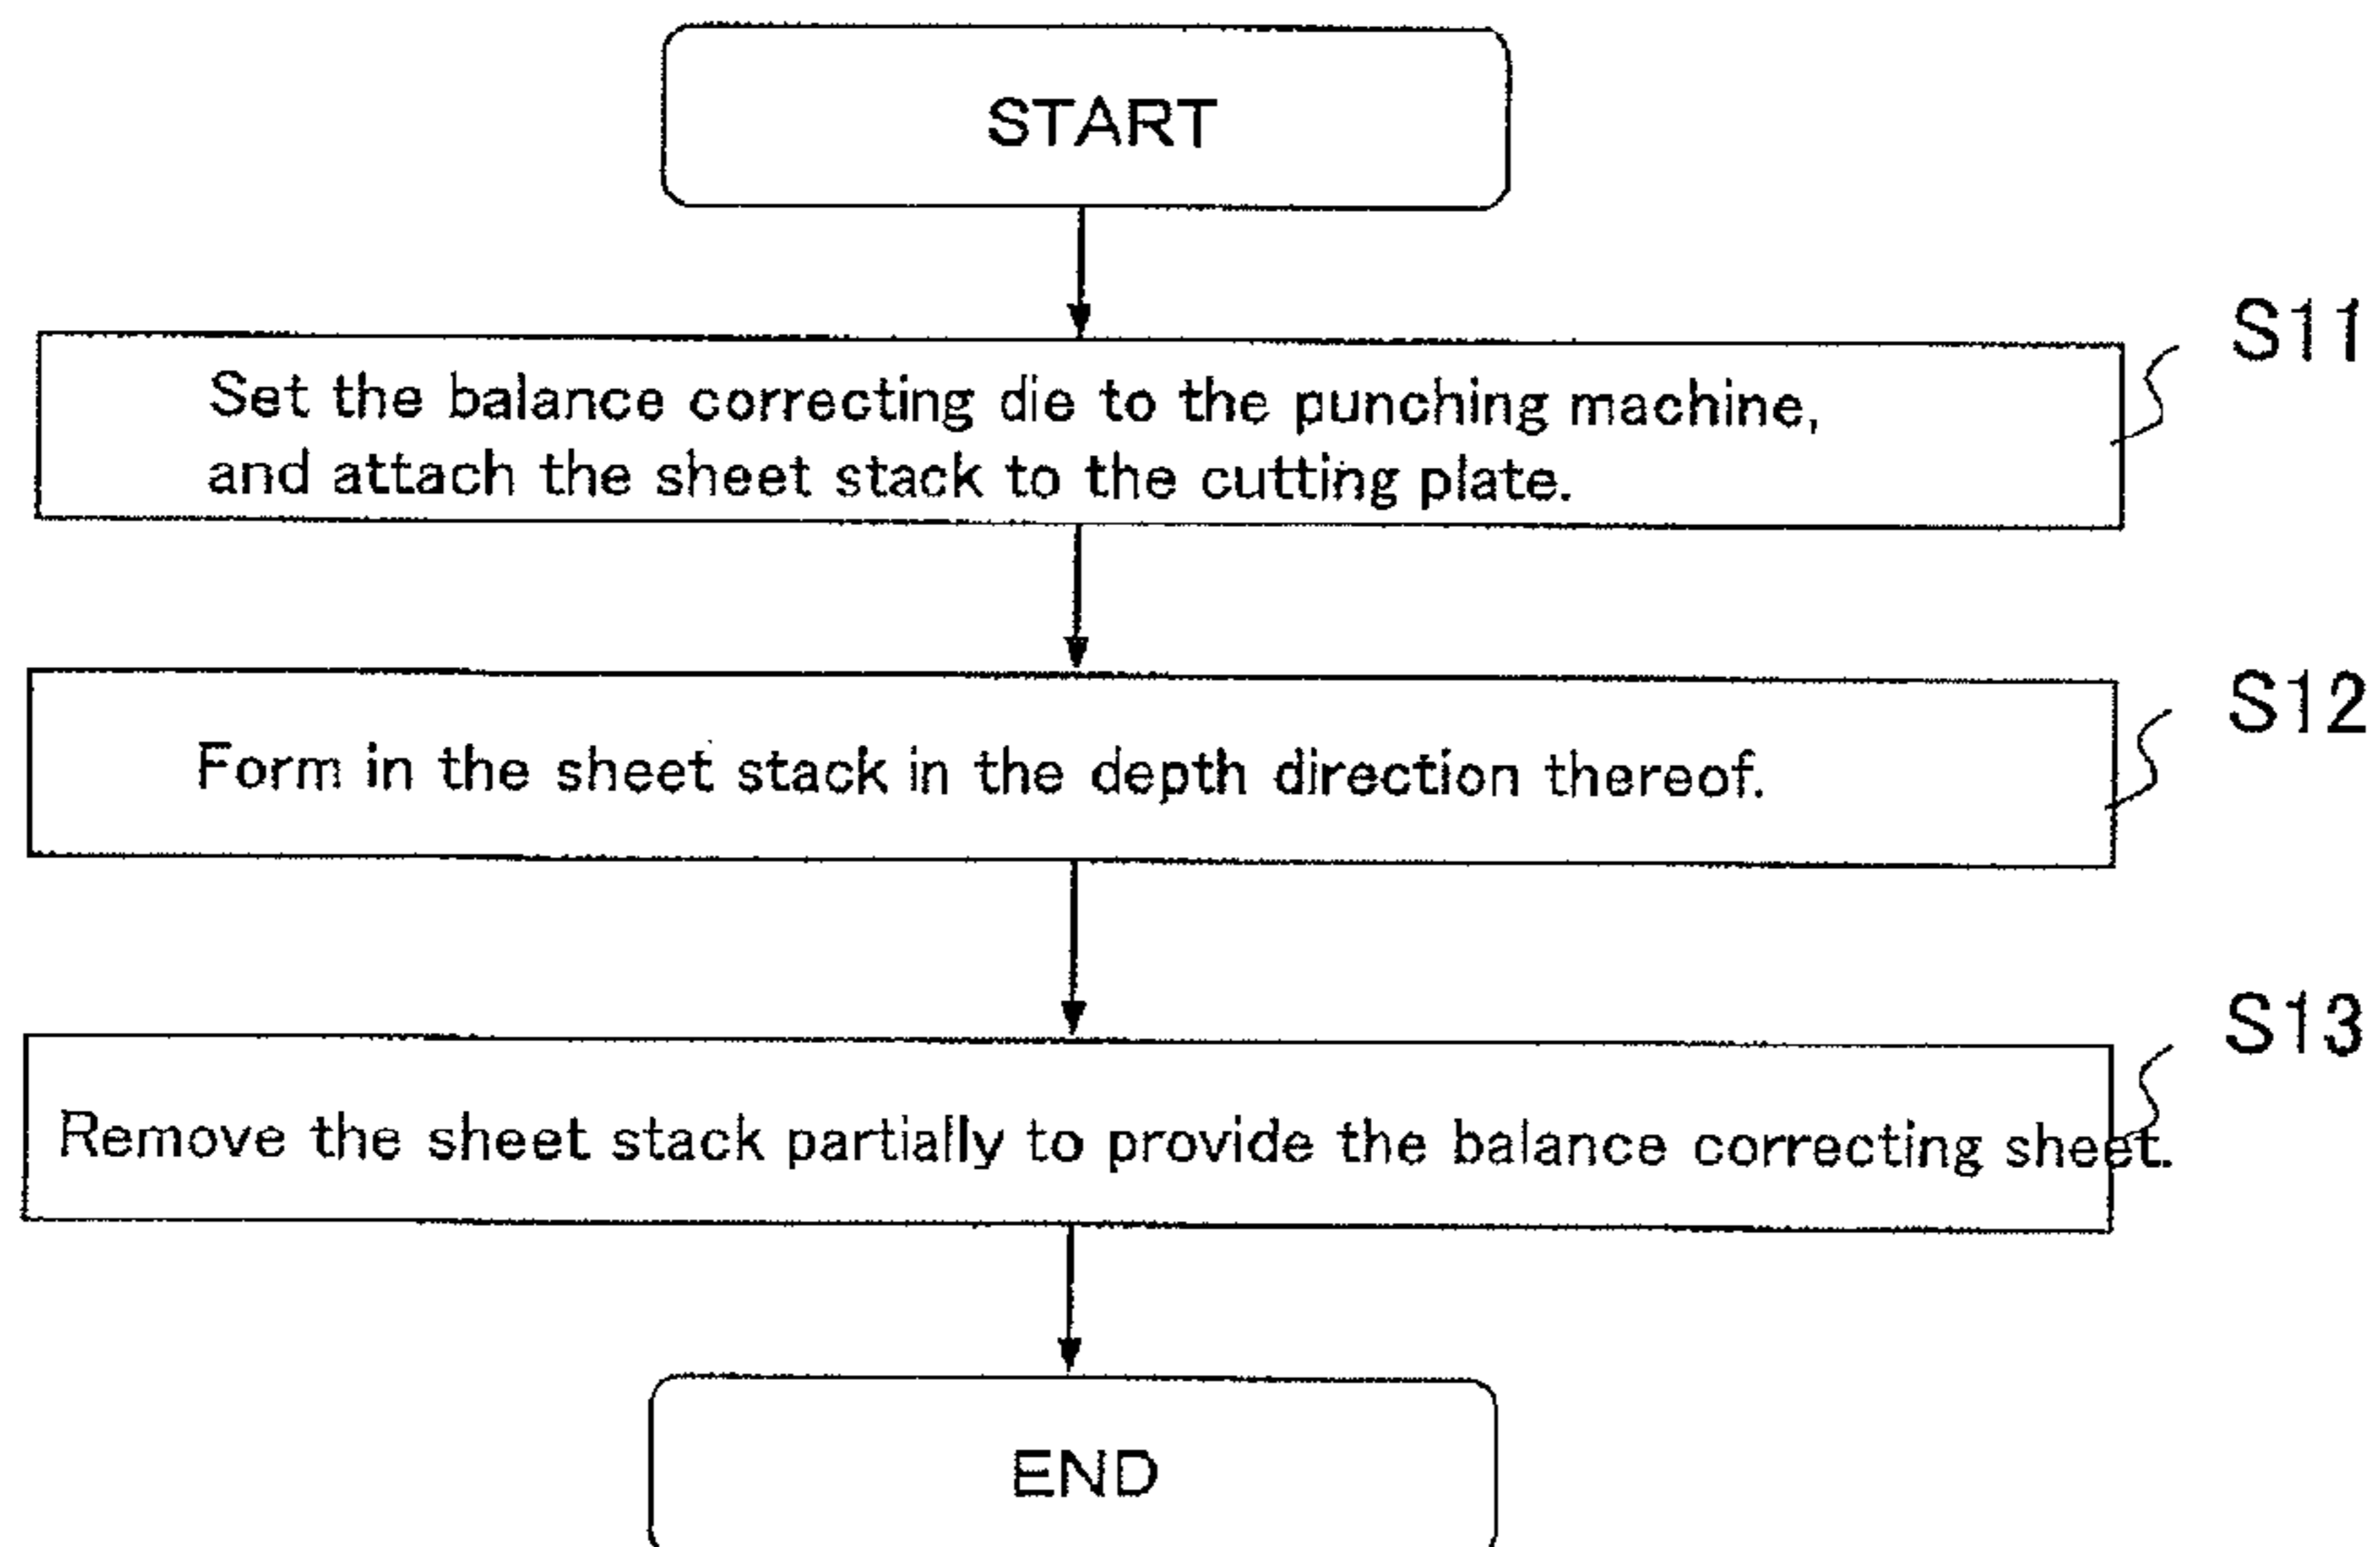 START
S11
Set the balance correcting die to the punching machine,
and attach the sheet stack to the cutting plate.
S12
Form in the sheet stack in the depth direction thereof.
S13
Remove the sheet stack partially to provide the balance correcting sheet.
END